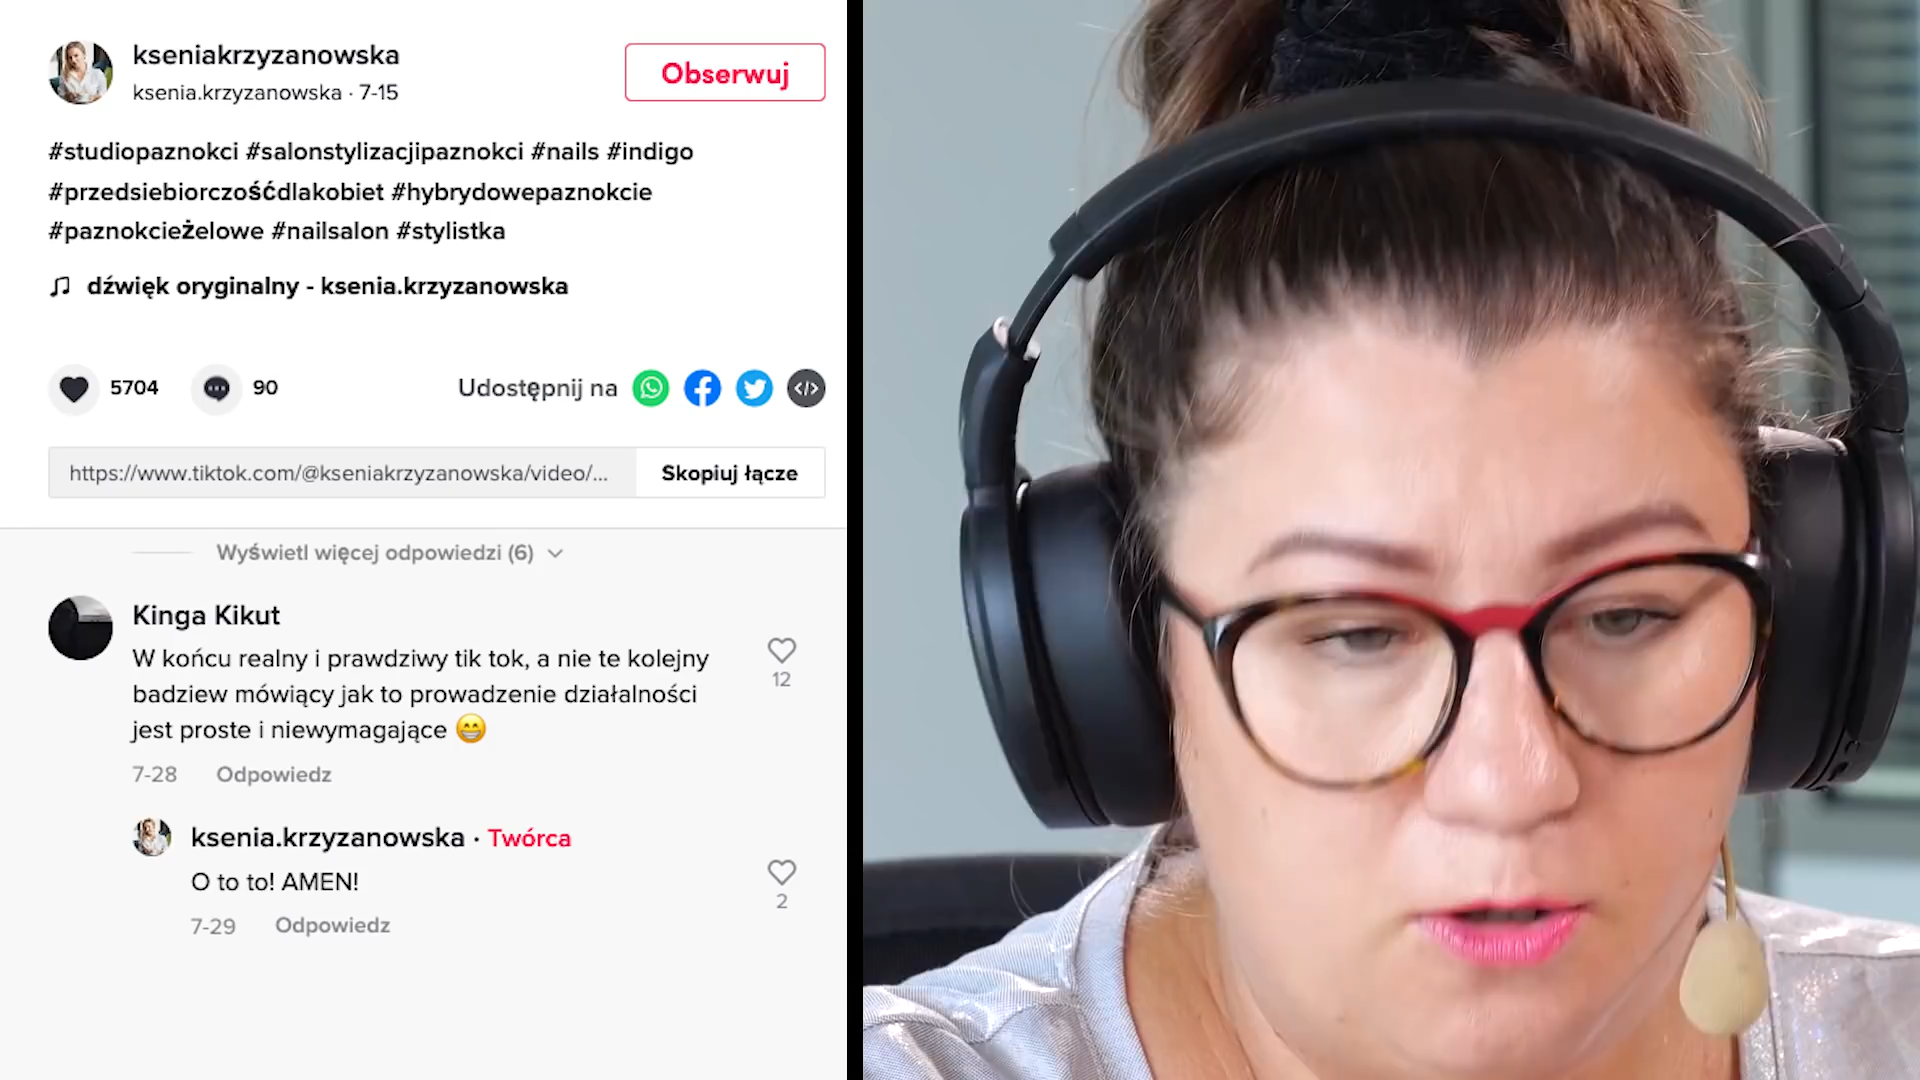 kseniakrzyzanowska
ksenia.krzyzanowska · 7-15
Obserwuj
#studiopaznokci #salonstylizacjipaznokci #nails #indigo
#przedsiebiorczośćdlakobiet #hybrydowepaznokcie
#paznokcieżelowe #nailsalon #stylistka
dźwięk oryginalny - ksenia.krzyzanowska
5704
90
Udostępnij na
https://www.tiktok.com/@kseniakrzyzanowska/video/...
Skopiuj łącze
Wyświetl więcej odpowiedzi (6)
Kinga Kikut
W końcu realny i prawdziwy tik tok, a nie te kolejny
badziew mówiący jak to prowadzenie działalności
jest proste i niewymagające 😁
12
7-28 Odpowiedz
ksenia.krzyzanowska · Twórca
O to to! AMEN!
2
7-29 Odpowiedz